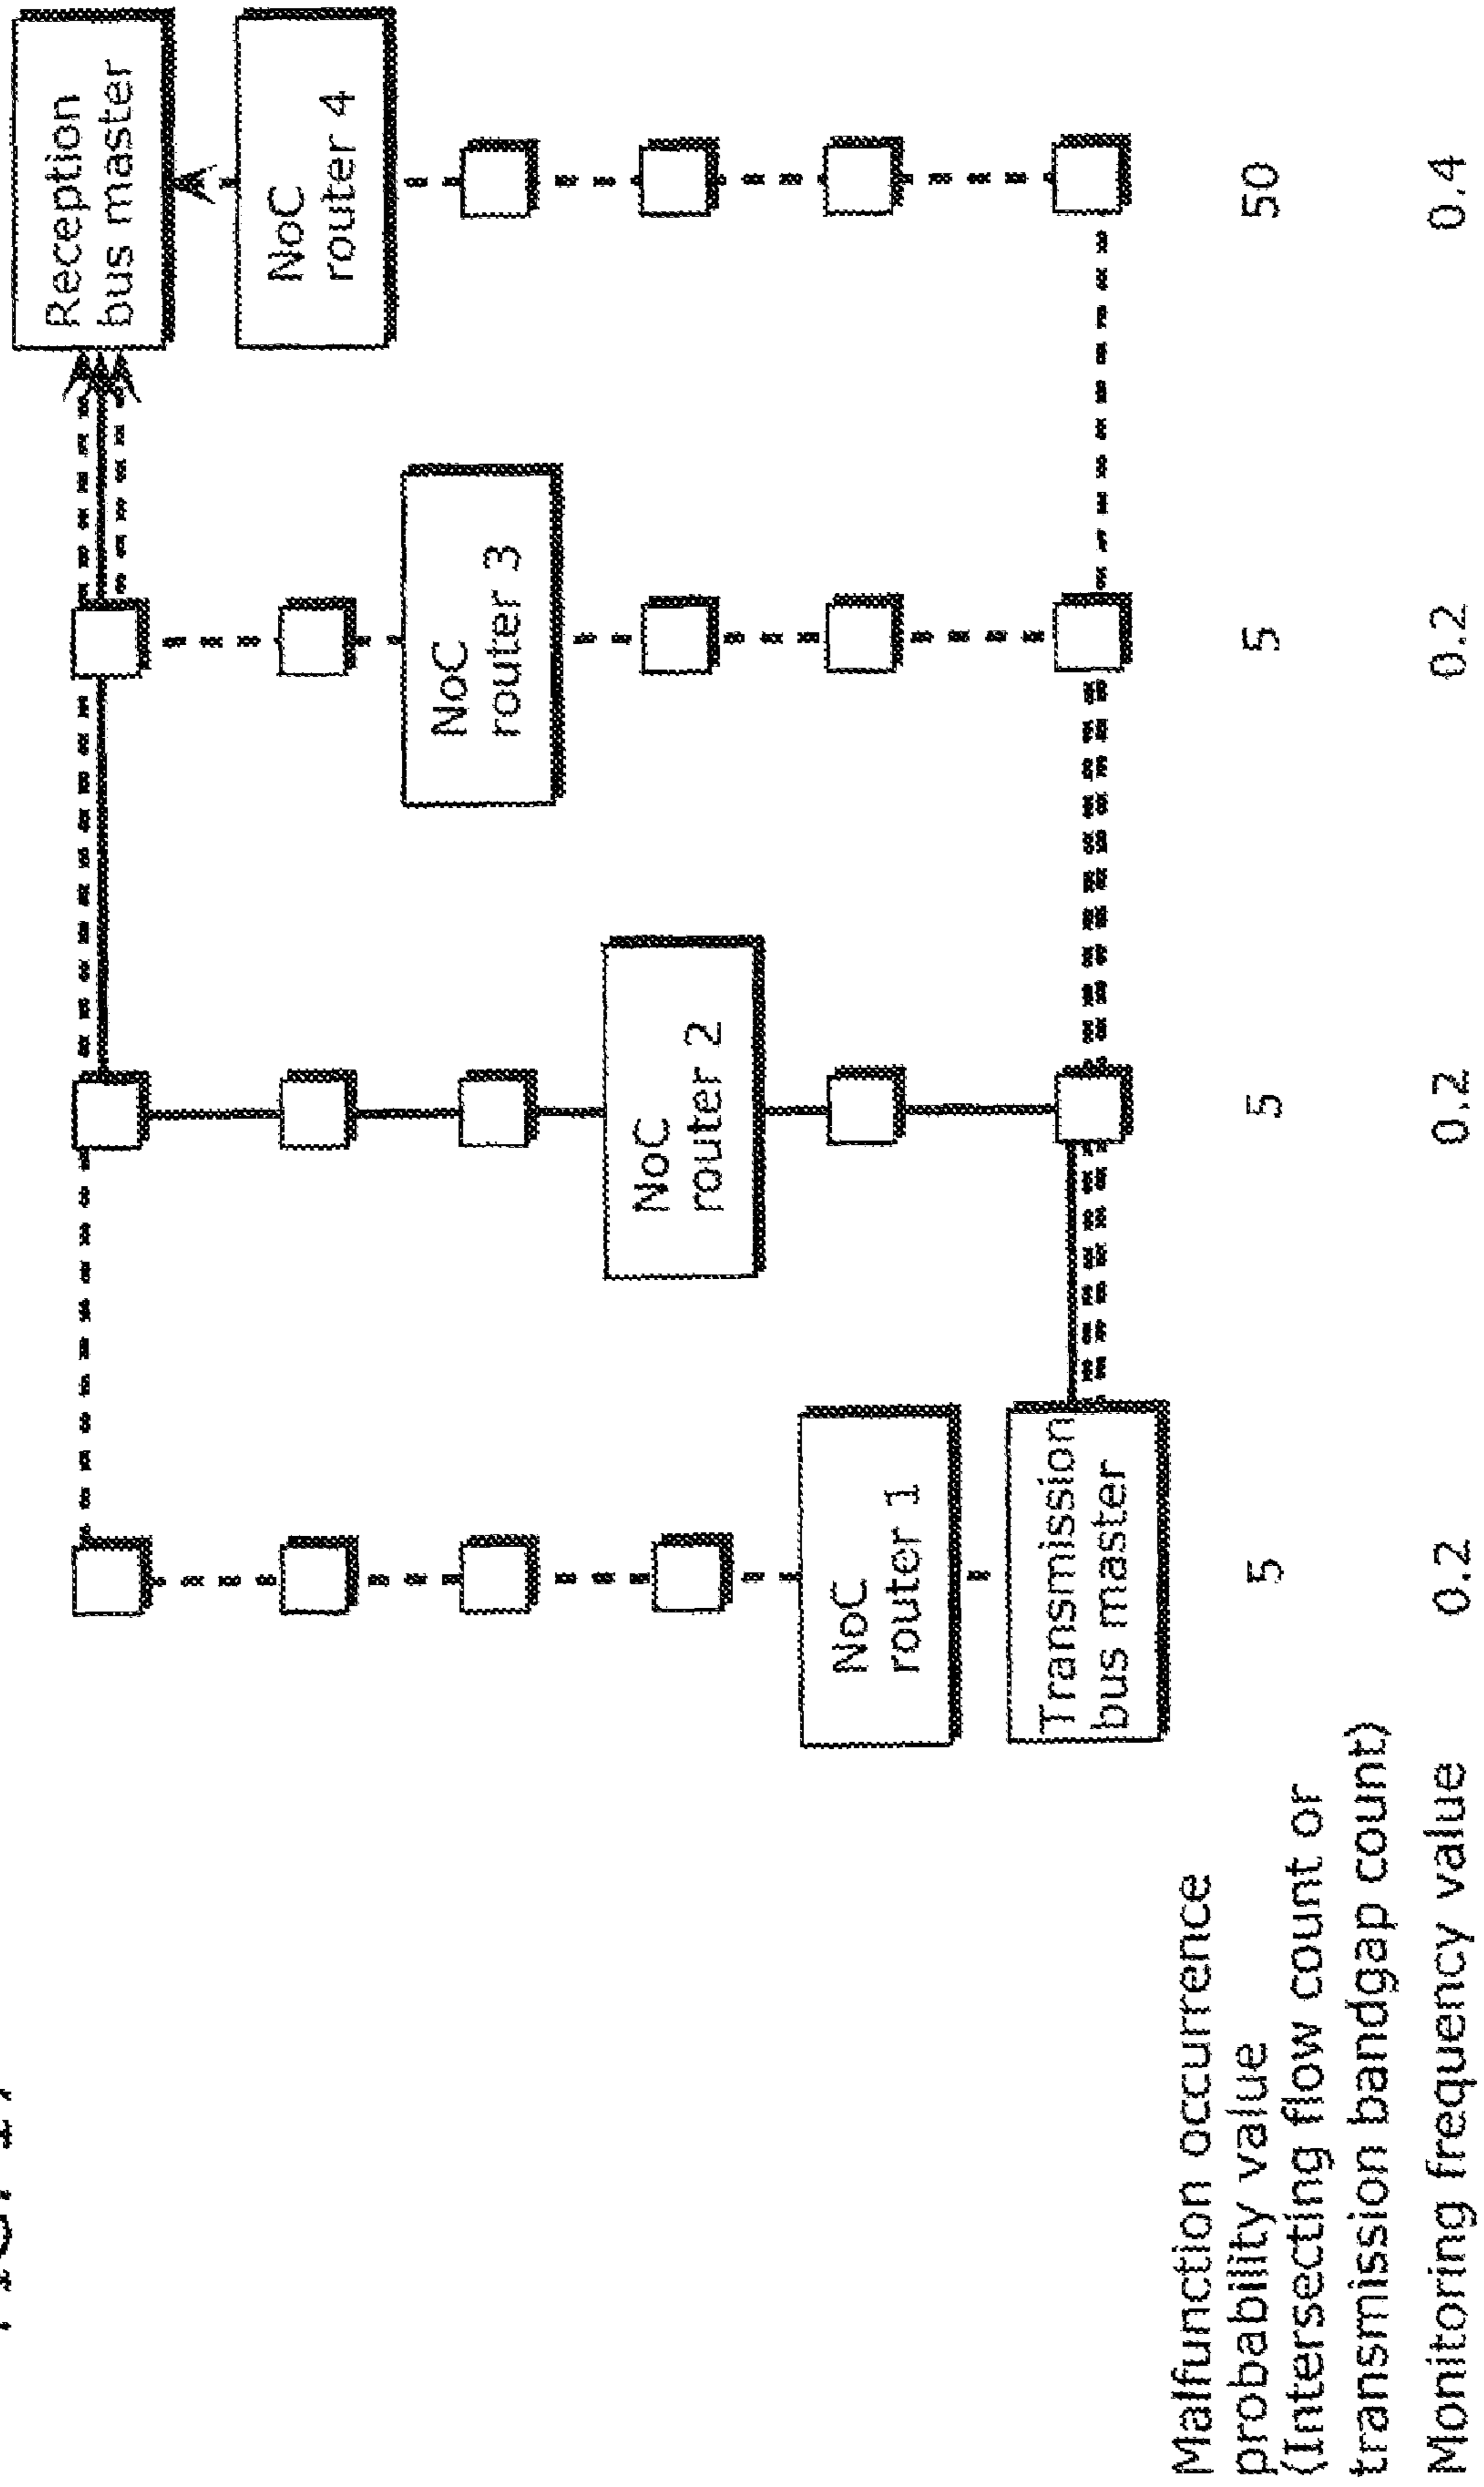 Reception
bus master
NoC
router 4
NoC
router 3
NoC
router 2
NoC
router 1
Transmission
bus master
Malfunction occurrence
probability value
(Intersecting flow count or
transmission bandgap count)
5
5
5
50
Monitoring frequency value
0.2
0.2
0.2
0.4